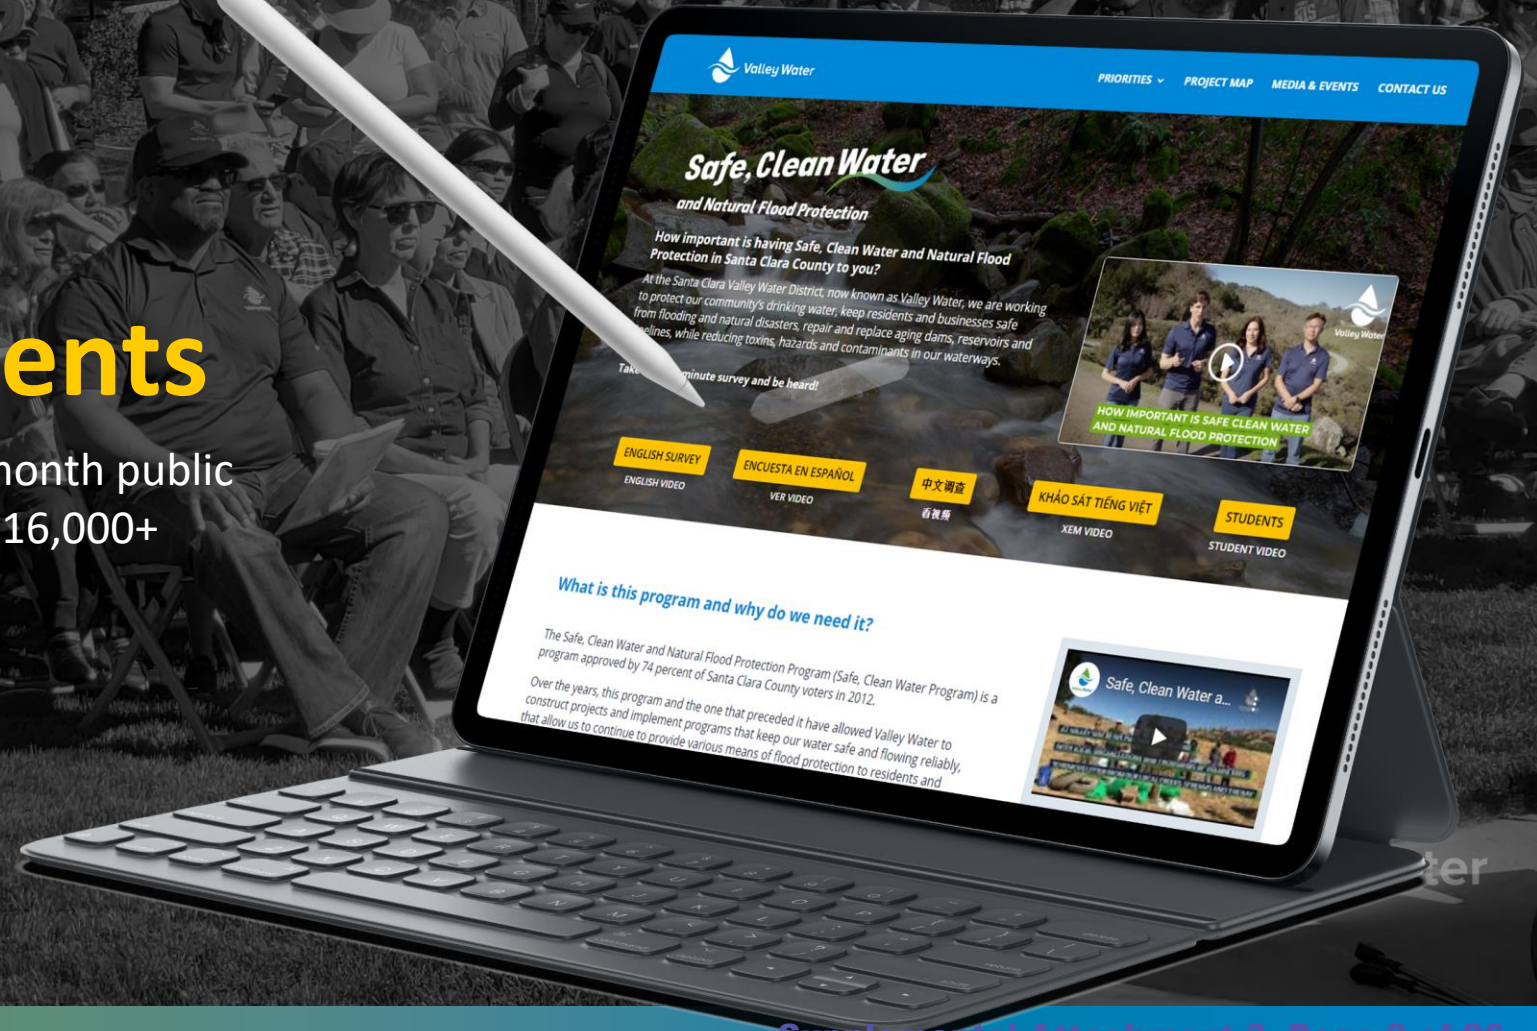 ents
month public
16,000+
Valley Water
PRIORITIES
PROJECT MAP
MEDIA & EVENTS
CONTACT US
Safe, Clean Water
and Natural Flood Protection
How important is having Safe, Clean Water and Natural Flood
Protection in Santa Clara County to you?
At the Santa Clara Valley Water District, now known as Valley Water, we are working
to protect our community's drinking water, keep residents and businesses safe
from flooding and natural disasters, repair and replace aging dams, reservoirs and
pelines, while reducing toxins, hazards and contaminants in our waterways.
Take minute survey and be heard!
Valley Water
HOW IMPORTANT IS SAFE CLEAN WATER
AND NATURAL FLOOD PROTECTION
ENGLISH SURVEY
ENGLISH VIDEO
ENCUESTA EN ESPAÑOL
VER VIDEO
中文调查
看视频
KHẢO SÁT TIẾNG VIỆT
XEM VIDEO
STUDENTS
STUDENT VIDEO
What is this program and why do we need it?
The Safe, Clean Water and Natural Flood Protection Program (Safe, Clean Water Program) is a
program approved by 74 percent of Santa Clara County voters in 2012.
Over the years, this program and the one that preceded it have allowed Valley Water to
construct projects and implement programs that keep our water safe and flowing reliably,
that allow us to continue to provide various means of flood protection to residents and
Safe, Clean Water a...
ter